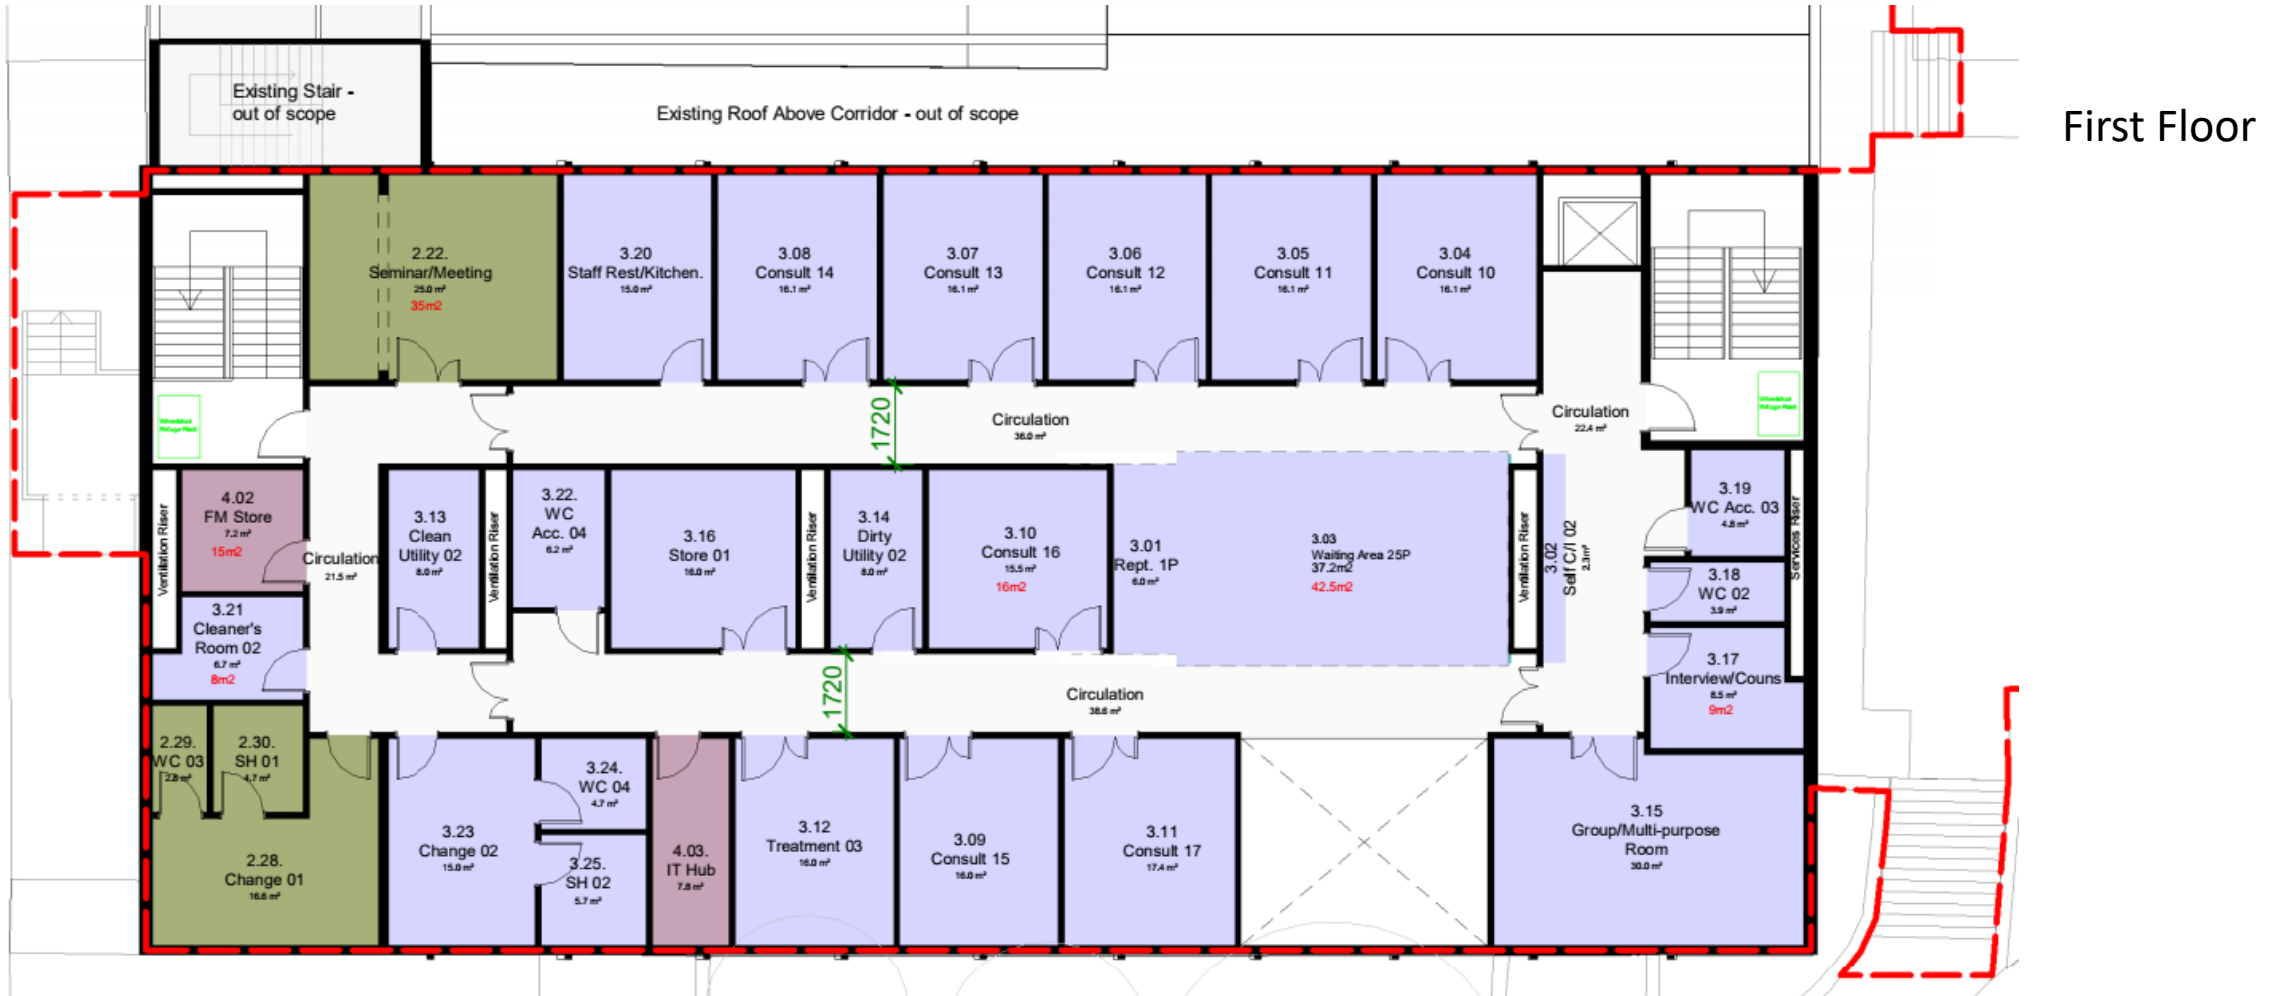 First Floor
Existing Stair -
out of scope
Existing Roof Above Corridor - out of scope
2.22.
Seminar/Meeting
25.0 m²
35m2
3.20
Staff Rest/Kitchen.
15.0 m²
3.08
Consult 14
16.1 m²
3.07
Consult 13
16.1 m²
3.06
Consult 12
16.1 m²
3.05
Consult 11
16.1 m²
3.04
Consult 10
16.1 m²
1720
Circulation
36.0 m²
Circulation
22.4 m²
Ventilation Riser
4.02
FM Store
7.2 m²
15m2
Circulation
21.5 m²
3.13
Clean
Utility 02
8.0 m²
Ventilation Riser
3.22.
WC
Acc. 04
6.2 m²
3.16
Store 01
16.0 m²
Ventilation Riser
3.14
Dirty
Utility 02
8.0 m²
3.10
Consult 16
15.5 m²
16m2
3.01
Rept. 1P
6.0 m²
3.03
Waiting Area 25P
37.2m2
42.5m2
Ventilation Riser
3.02
Self C/I 02
2.3 m²
3.19
WC Acc. 03
4.8 m²
Services Riser
3.18
WC 02
3.9 m²
3.17
Interview/Couns
8.5 m²
9m2
3.21
Cleaner's
Room 02
6.7 m²
8m2
1720
Circulation
38.6 m²
2.29.
WC 03
2.8 m²
2.30.
SH 01
4.7 m²
2.28.
Change 01
16.6 m²
3.23
Change 02
15.0 m²
3.24.
WC 04
4.7 m²
3.25.
SH 02
5.7 m²
4.03.
IT Hub
7.8 m²
3.12
Treatment 03
16.0 m²
3.09
Consult 15
16.0 m²
3.11
Consult 17
17.4 m²
3.15
Group/Multi-purpose
Room
30.0 m²